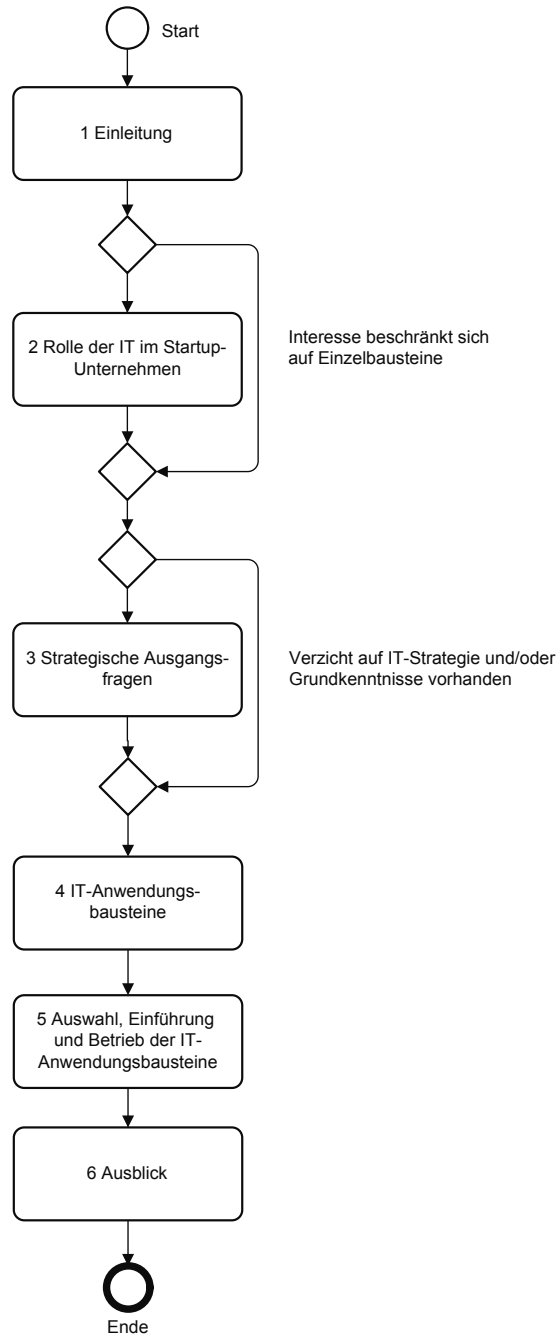 Start
1 Einleitung
2 Rolle der IT im Startup-
Unternehmen
Interesse beschränkt sich
auf Einzelbausteine
3 Strategische Ausgangs-
fragen
Verzicht auf IT-Strategie und/oder
Grundkenntnisse vorhanden
4 IT-Anwendungs-
bausteine
5 Auswahl, Einführung
und Betrieb der IT-
Anwendungsbausteine
6 Ausblick
Ende